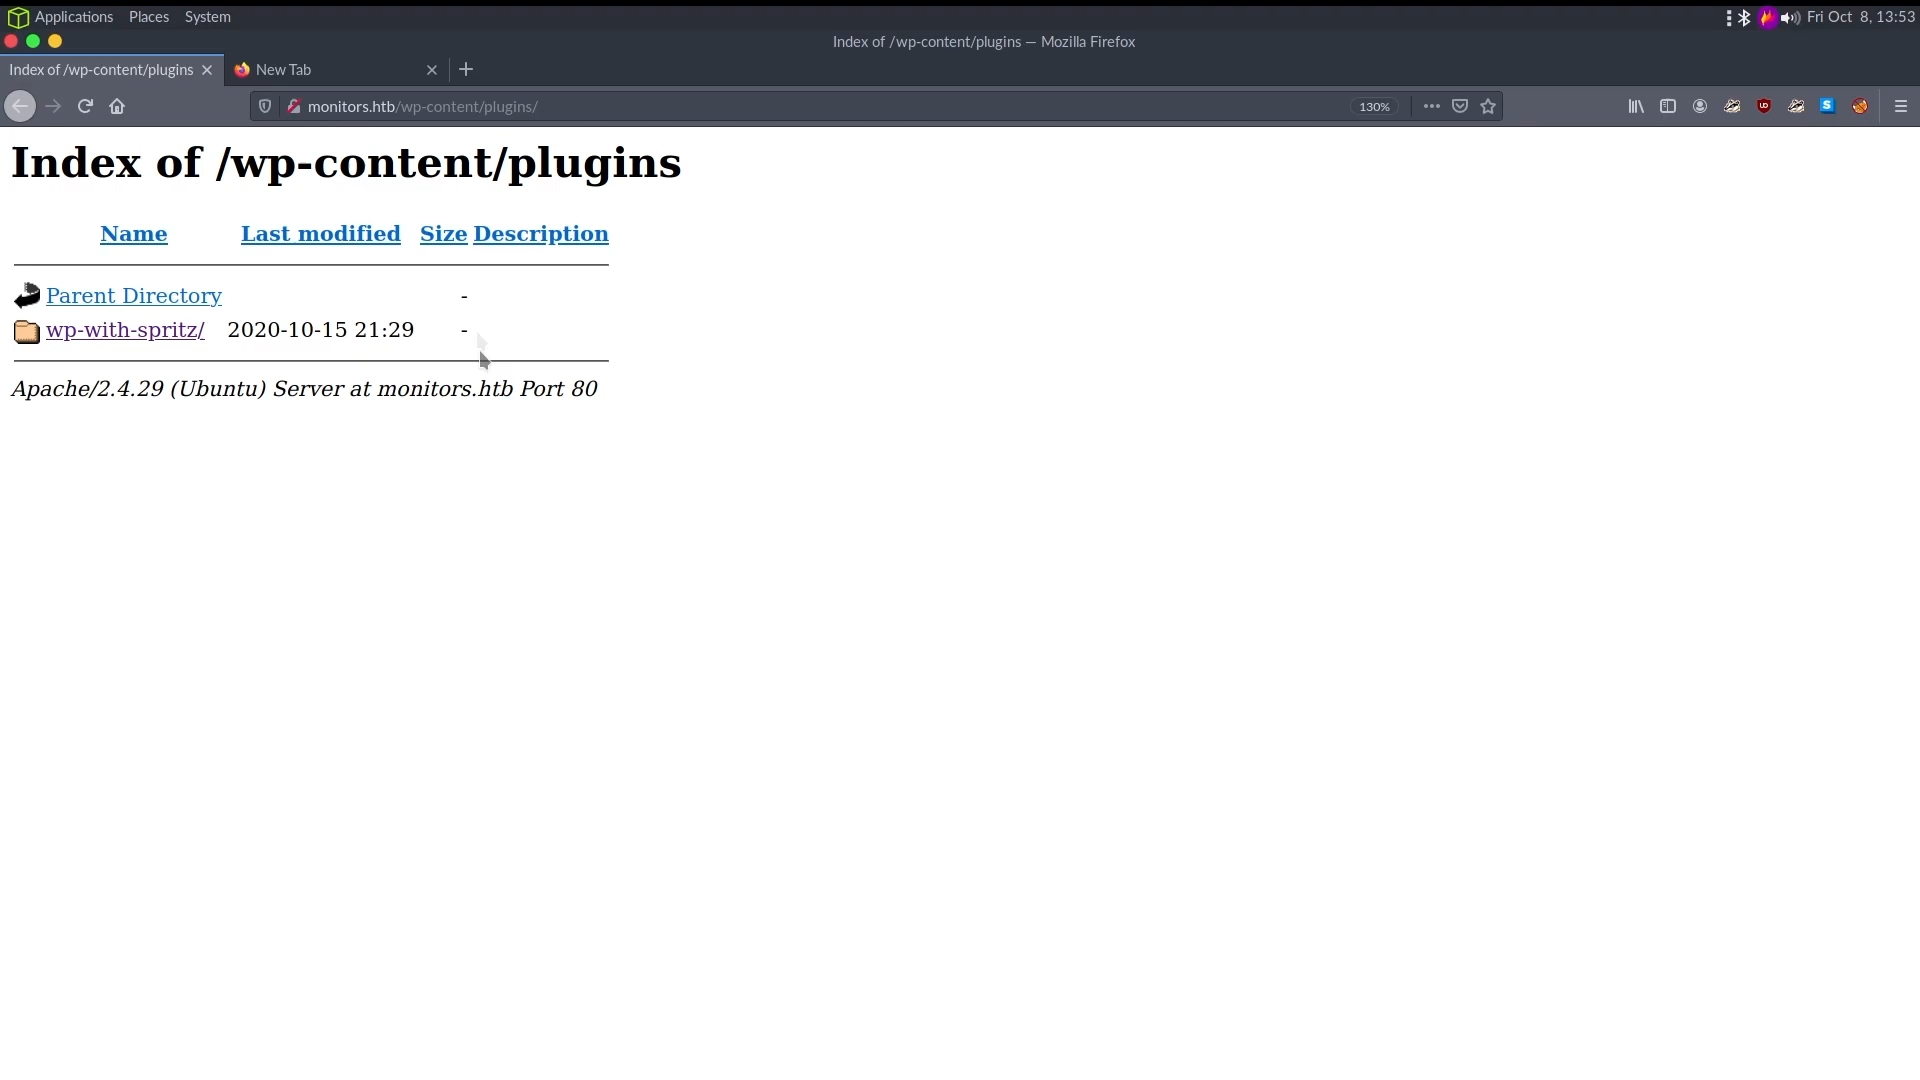 Applications Places System Fri Oct 8, 13:53
Index of /wp-content/plugins — Mozilla Firefox
Index of /wp-content/plugins New Tab
monitors.htb/wp-content/plugins/ 130%
Index of /wp-content/plugins
Name Last modified Size Description
Parent Directory -
wp-with-spritz/ 2020-10-15 21:29 -
Apache/2.4.29 (Ubuntu) Server at monitors.htb Port 80